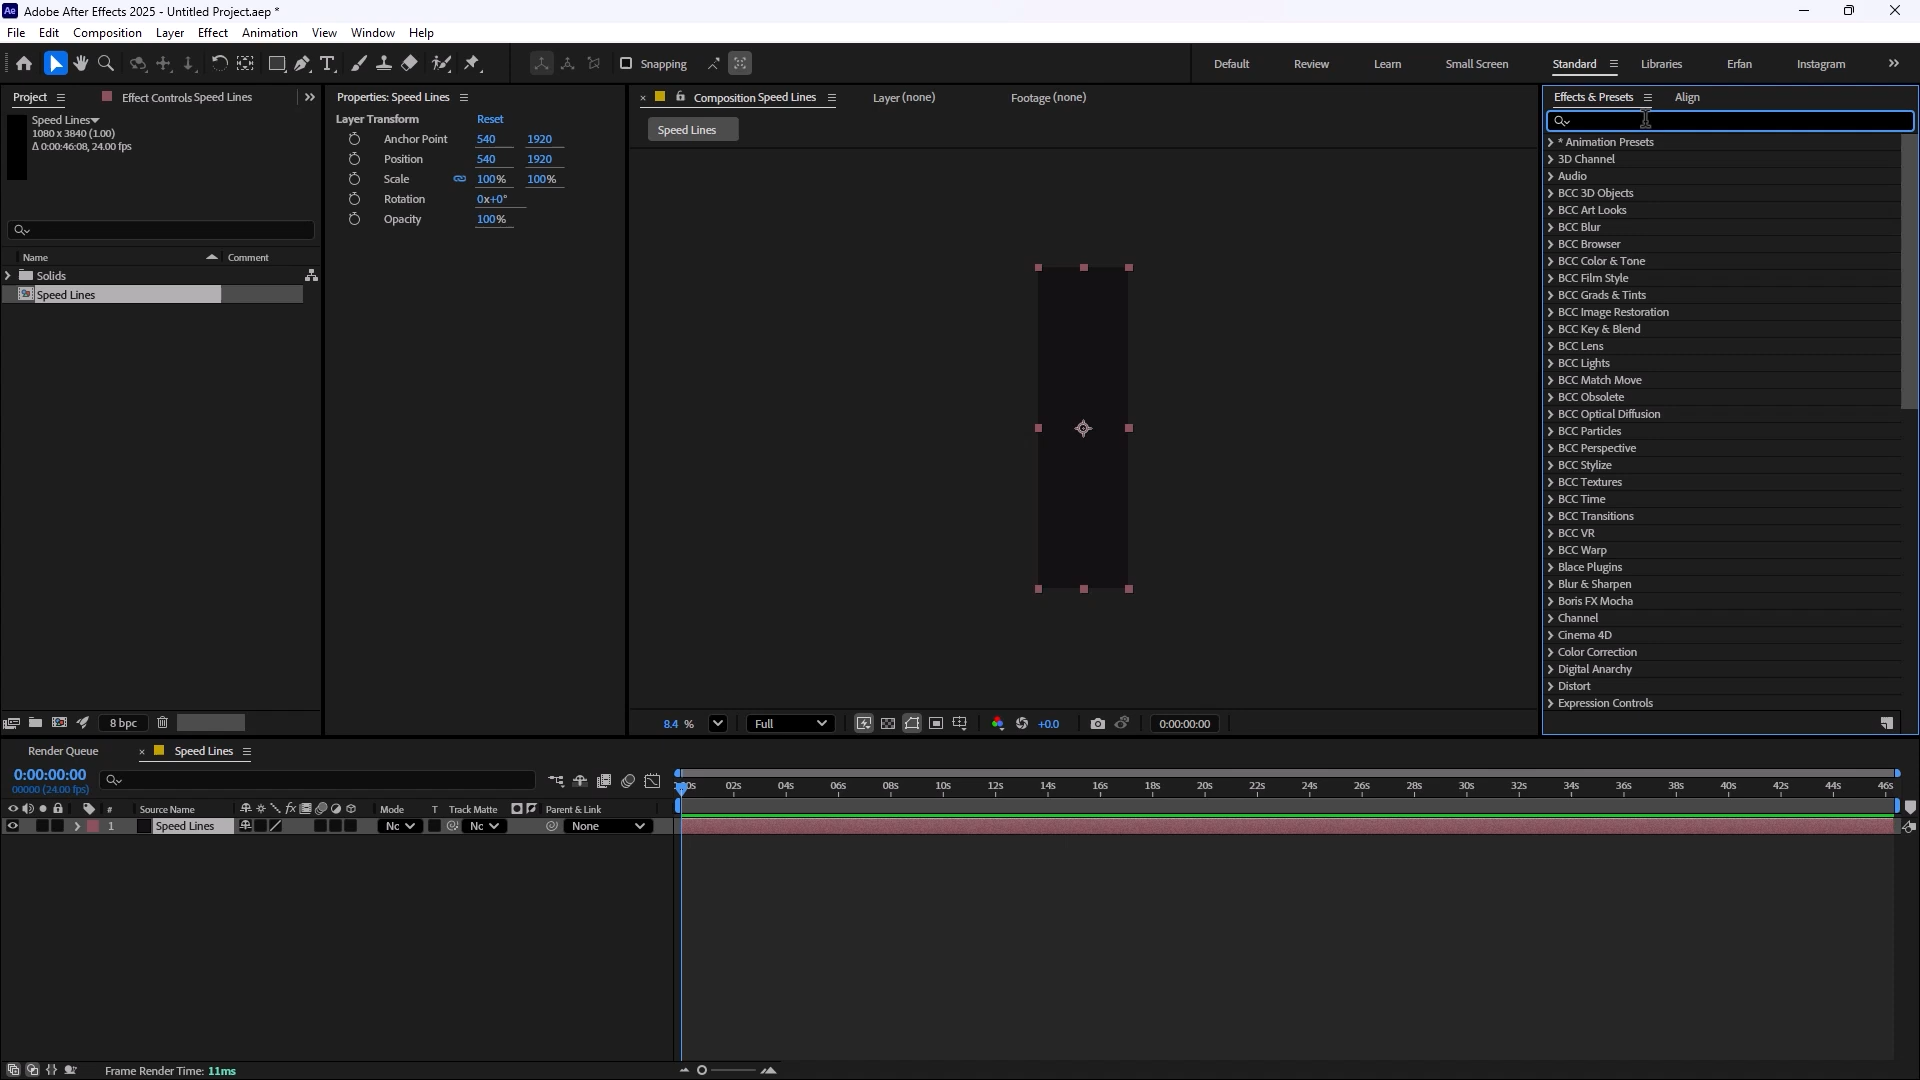 Ae Adobe After Effects 2025 - Untitled Project.aep *
File Edit Composition Layer Effect Animation View Window Help
Snapping
Default Review Learn Small Screen Standard Libraries Erfan Instagram
Project Effect Controls Speed Lines
Speed Lines
1080 x 3840 (1.00)
Δ 0:00:46:08, 24.00 fps
Name Comment
Solids
Speed Lines
8 bpc
Properties: Speed Lines
Layer Transform Reset
Anchor Point 540 1920
Position 540 1920
Scale 100% 100%
Rotation 0x+0°
Opacity 100%
Composition Speed Lines Layer (none) Footage (none)
Speed Lines
8.4 % Full +0.0 0:00:00:00
Effects & Presets Align
* Animation Presets
3D Channel
Audio
BCC 3D Objects
BCC Art Looks
BCC Blur
BCC Browser
BCC Color & Tone
BCC Film Style
BCC Grads & Tints
BCC Image Restoration
BCC Key & Blend
BCC Lens
BCC Lights
BCC Match Move
BCC Obsolete
BCC Optical Diffusion
BCC Particles
BCC Perspective
BCC Stylize
BCC Textures
BCC Time
BCC Transitions
BCC VR
BCC Warp
Blace Plugins
Blur & Sharpen
Boris FX Mocha
Channel
Cinema 4D
Color Correction
Digital Anarchy
Distort
Expression Controls
Render Queue Speed Lines
0:00:00:00
00000 (24.00 fps)
02s 04s 06s 08s 10s 12s 14s 16s 18s 20s 22s 24s 26s 28s 30s 32s 34s 36s 38s 40s 42s 44s 46s
# Source Name fx Mode T Track Matte Parent & Link
1 Speed Lines Nc Nc None
Frame Render Time: 11ms